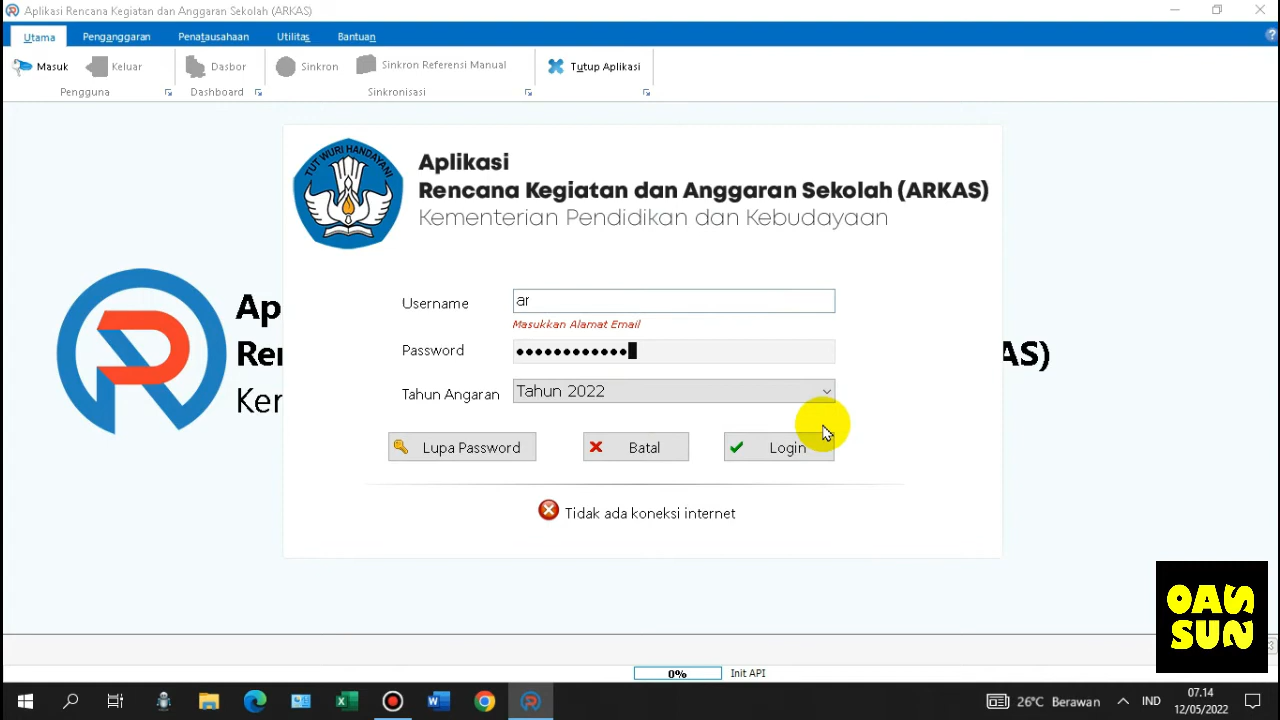 Aplikasi Rencana Kegiatan dan Anggaran Sekolah (ARKAS)
Utama Penganggaran Penatausahaan Utilitas Bantuan
Masuk Keluar Dasbor Sinkron Sinkron Referensi Manual Tutup Aplikasi
Pengguna Dashboard Sinkronisasi
TUT WURI HANDAYANI
Aplikasi
Rencana Kegiatan dan Anggaran Sekolah (ARKAS)
Kementerian Pendidikan dan Kebudayaan
Ap
Ren AS)
Ker
Username ar
Masukkan Alamat Email
Password ••••••••••••
Tahun Angaran Tahun 2022
Lupa Password Batal Login
Tidak ada koneksi internet
OAS
SUN
0% Init API
26°C Berawan IND 07.14
12/05/2022